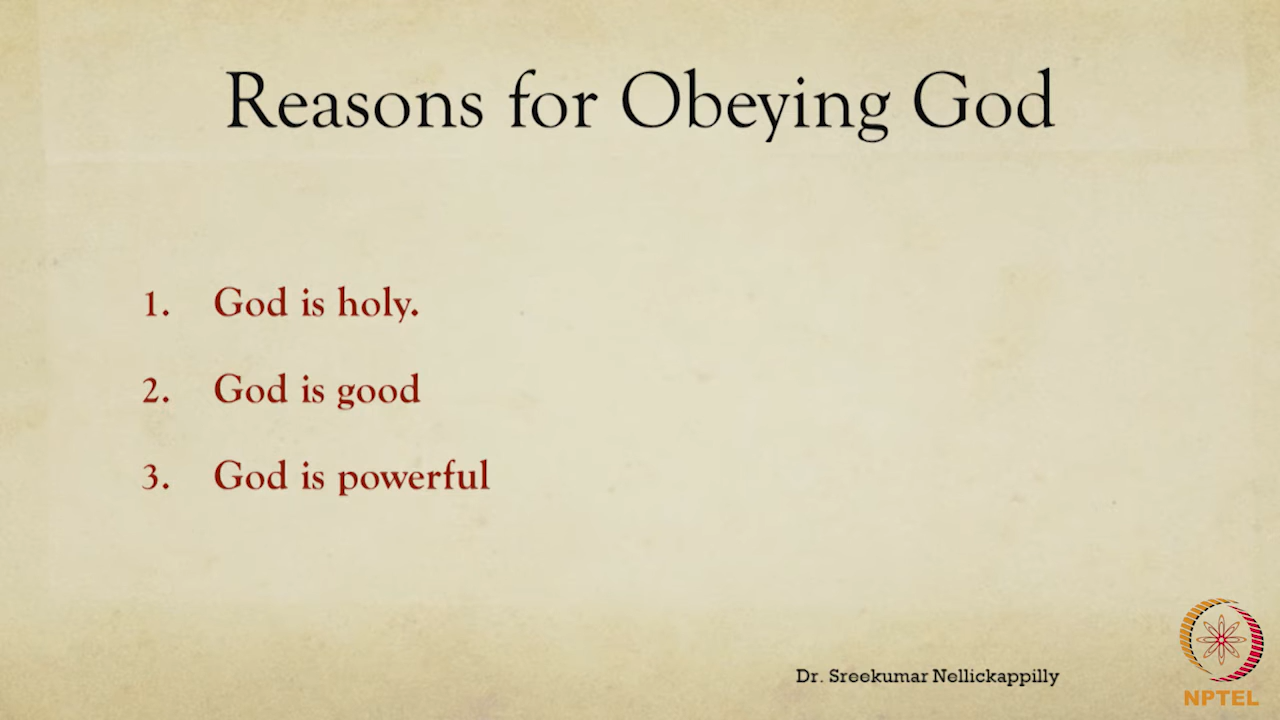 Reasons for Obeying God
1. God is holy.
2. God is good
3. God is powerful
Dr. Sreekumar Nellickappilly
NPTEL